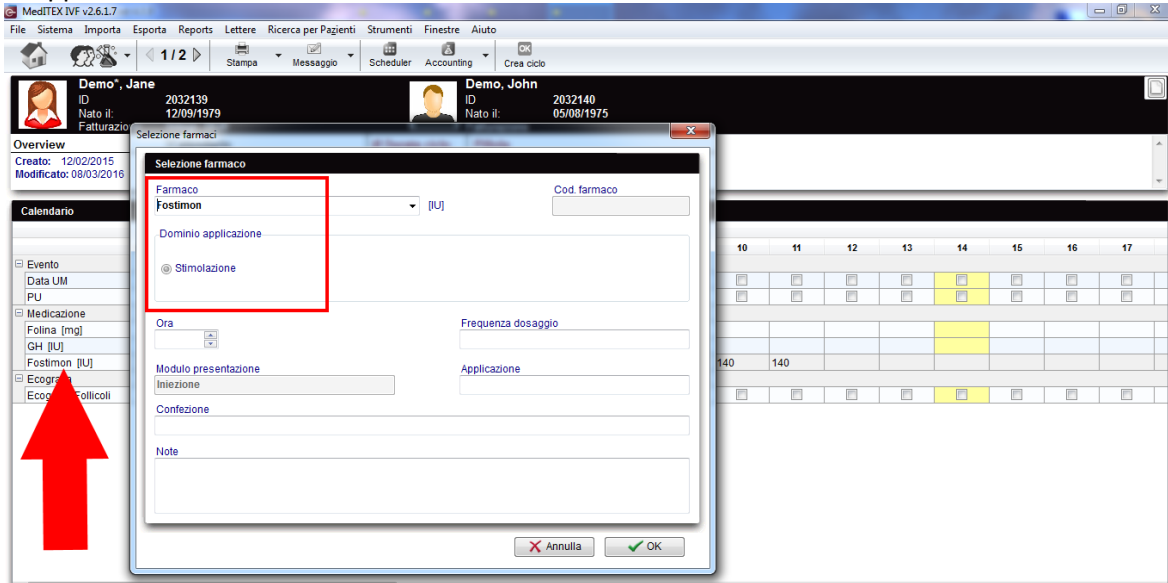 MedITEX IVF v2.6.1.7
File Sistema Importa Esporta Reports Lettere Ricerca per Pazienti Strumenti Finestre Aiuto
1/2 Stampa Messaggio Scheduler Accounting OK Crea ciclo
Demo*, Jane
ID 2032139
Nato il: 12/09/1979
Demo, John
ID 2032140
Nato il: 05/08/1975
Overview
Creato: 12/02/2015
Modificato: 08/03/2016
Selezione farmaci
Selezione farmaco
Farmaco Cod. farmaco
Fostimon [IU]
Dominio applicazione
Stimolazione
Ora Frequenza dosaggio
Modulo presentazione Applicazione
Iniezione
Confezione
Note
Annulla OK
Calendario
10 11 12 13 14 15 16 17
Evento
Data UM
PU
Medicazione
Folina [mg]
GH [IU]
Fostimon [IU] 140 140